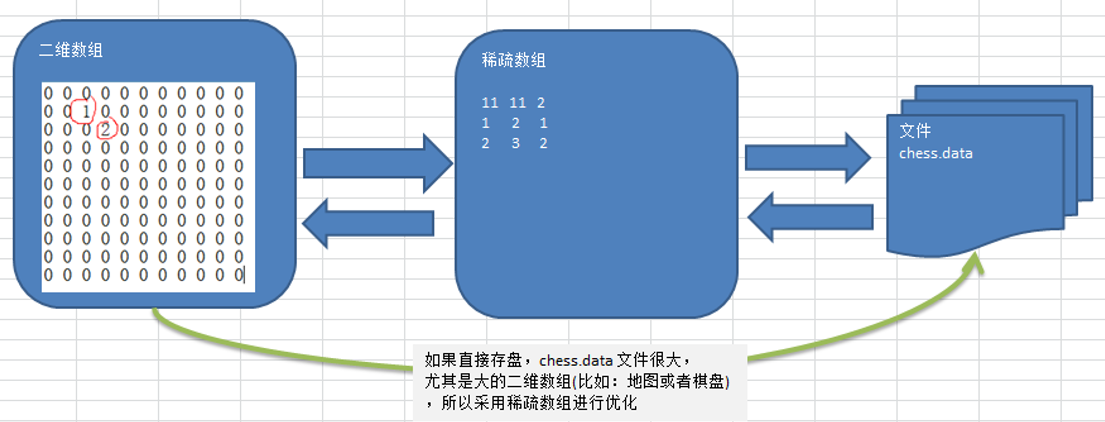 二维数组
0 0 0 0 0 0 0 0 0 0 0
0 0 1 0 0 0 0 0 0 0 0
0 0 0 2 0 0 0 0 0 0 0
0 0 0 0 0 0 0 0 0 0 0
0 0 0 0 0 0 0 0 0 0 0
0 0 0 0 0 0 0 0 0 0 0
0 0 0 0 0 0 0 0 0 0 0
0 0 0 0 0 0 0 0 0 0 0
0 0 0 0 0 0 0 0 0 0 0
0 0 0 0 0 0 0 0 0 0 0
0 0 0 0 0 0 0 0 0 0 0
稀疏数组
11 11 2
1 2 1
2 3 2
文件
chess.data
如果直接存盘，chess.data 文件很大，
尤其是大的二维数组(比如：地图或者棋盘)
，所以采用稀疏数组进行优化